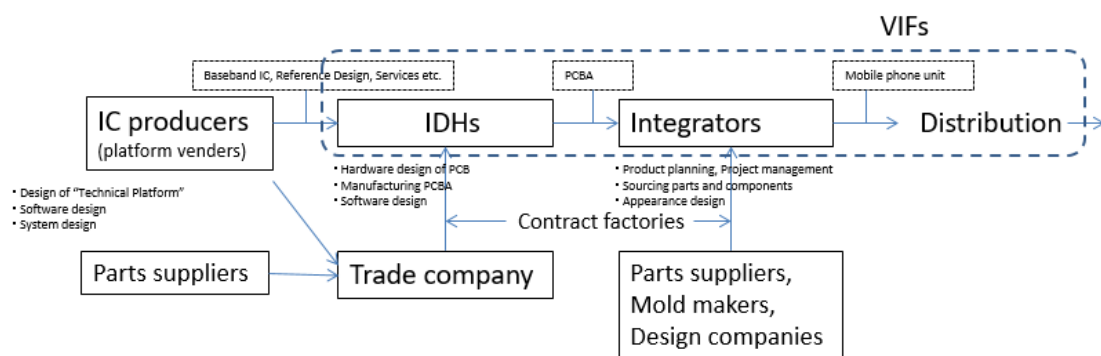 VIFs
Baseband IC, Reference Design, Services etc.
PCBA
Mobile phone unit
IC producers
(platform venders)
IDHs
Integrators
Distribution
• Design of “Technical Platform”
• Software design
• System design
• Hardware design of PCB
• Manufacturing PCBA
• Software design
• Product planning, Project management
• Sourcing parts and components
• Appearance design
Contract factories
Parts suppliers
Trade company
Parts suppliers,
Mold makers,
Design companies